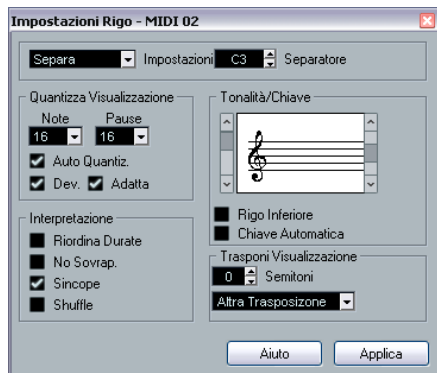 Impostazioni Rigo - MIDI 02
Separa Impostazioni C3 Separatore
Quantizza Visualizzazione
Note Pause
16 16
Auto Quantiz.
Dev. Adatta
Interpretazione
Riordina Durate
No Sovrap.
Sincope
Shuffle
Tonalità/Chiave
Rigo Inferiore
Chiave Automatica
Trasponi Visualizzazione
0 Semitoni
Altra Trasposizone
Aiuto Applica